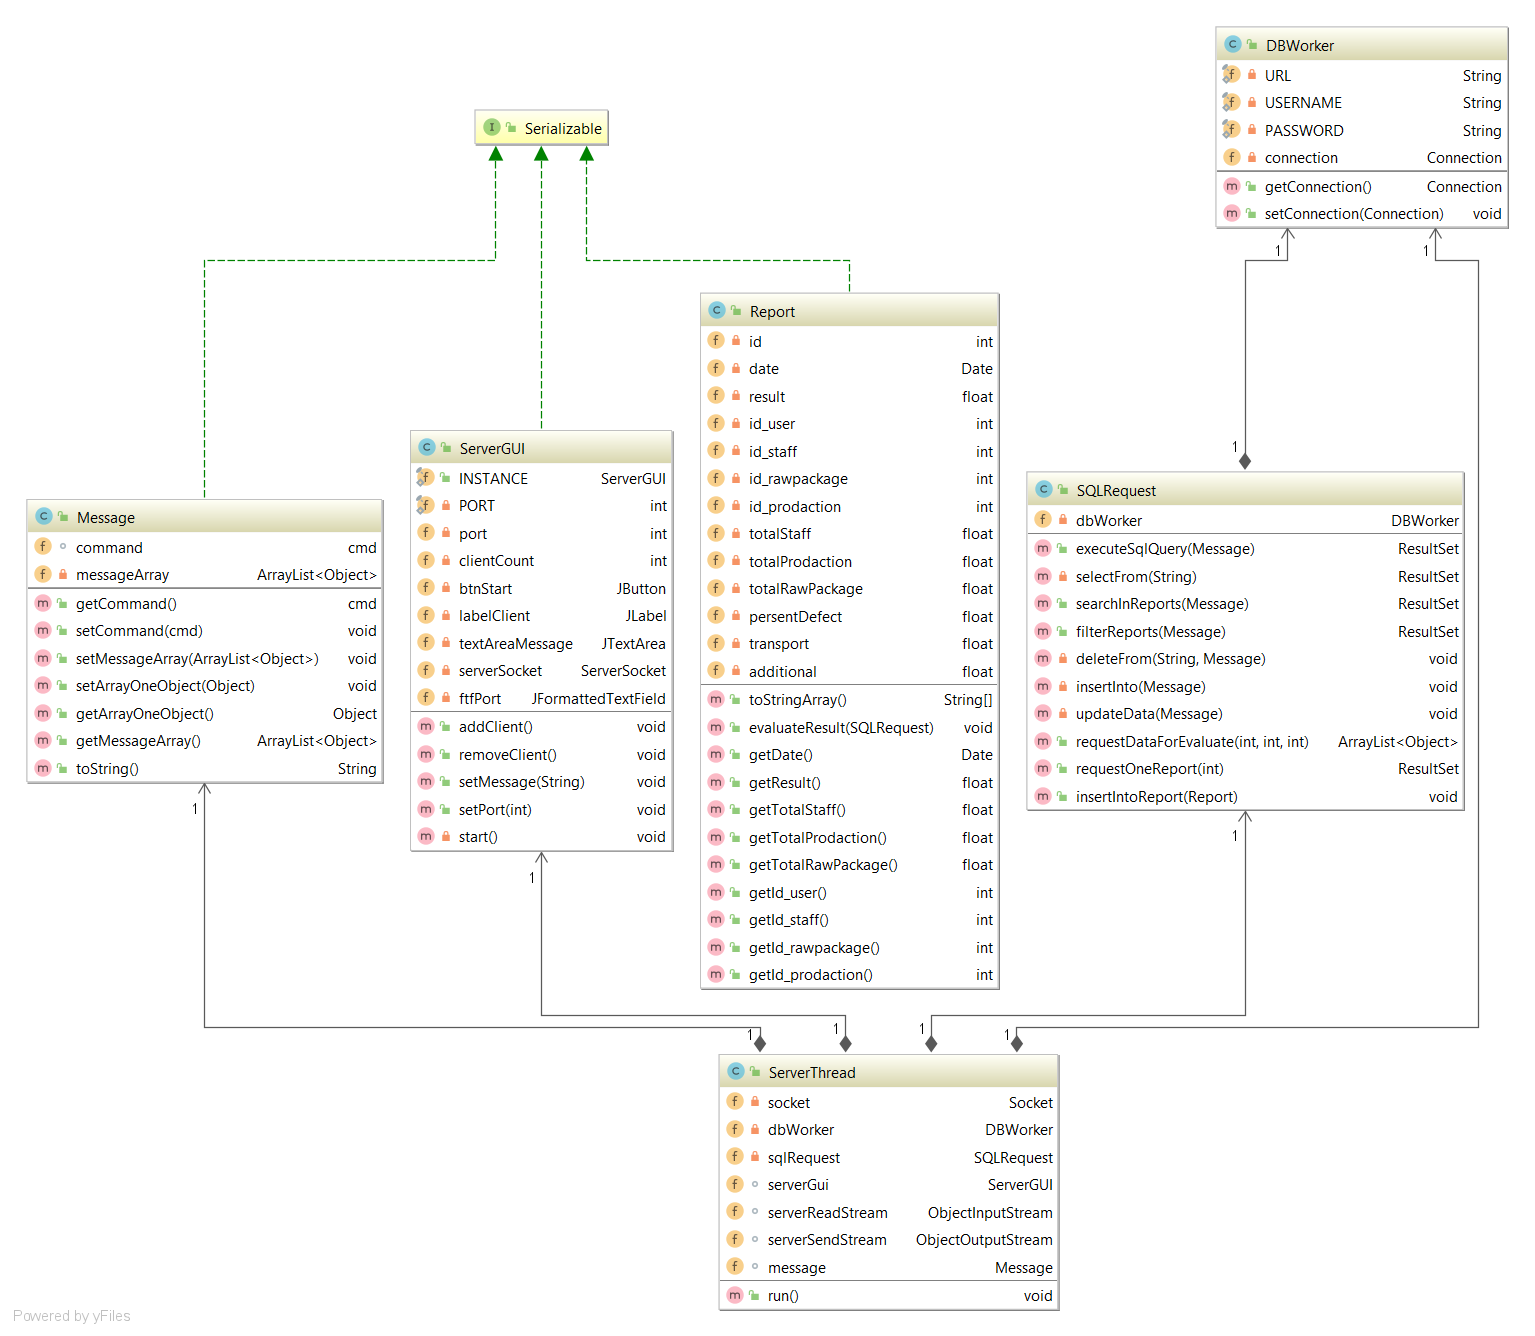 DBWorker
URL String
USERNAME String
PASSWORD String
connection Connection
getConnection() Connection
setConnection(Connection) void
1 1
Serializable
Report
id int
date Date
result float
id_user int
id_staff int
id_rawpackage int
id_prodaction int
totalStaff float
totalProdaction float
totalRawPackage float
persentDefect float
transport float
additional float
toStringArray() String[]
evaluateResult(SQLRequest) void
getDate() Date
getResult() float
getTotalStaff() float
getTotalProdaction() float
getTotalRawPackage() float
getId_user() int
getId_staff() int
getId_rawpackage() int
getId_prodaction() int
ServerGUI
INSTANCE ServerGUI
PORT int
port int
clientCount int
btnStart JButton
labelClient JLabel
textAreaMessage JTextArea
serverSocket ServerSocket
ftfPort JFormattedTextField
addClient() void
removeClient() void
setMessage(String) void
setPort(int) void
start() void
1
Message
command cmd
messageArray ArrayList<Object>
getCommand() cmd
setCommand(cmd) void
setMessageArray(ArrayList<Object>) void
setArrayOneObject(Object) void
getArrayOneObject() Object
getMessageArray() ArrayList<Object>
toString() String
1
1
SQLRequest
dbWorker DBWorker
executeSqlQuery(Message) ResultSet
selectFrom(String) ResultSet
searchInReports(Message) ResultSet
filterReports(Message) ResultSet
deleteFrom(String, Message) void
insertInto(Message) void
updateData(Message) void
requestDataForEvaluate(int, int, int) ArrayList<Object>
requestOneReport(int) ResultSet
insertIntoReport(Report) void
1
1 1 1 1
ServerThread
socket Socket
dbWorker DBWorker
sqlRequest SQLRequest
serverGui ServerGUI
serverReadStream ObjectInputStream
serverSendStream ObjectOutputStream
message Message
run() void
Powered by yFiles